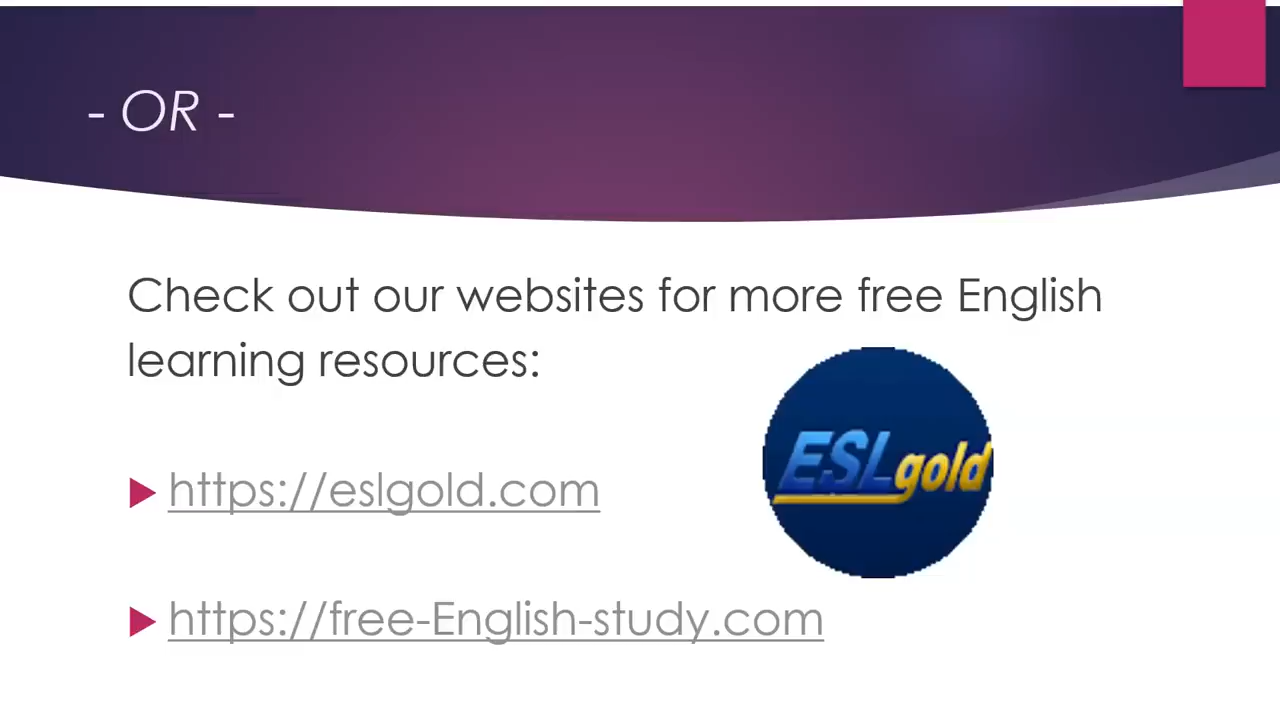 - OR -
Check out our websites for more free English
learning resources:
ESLgold
https://eslgold.com
https://free-English-study.com